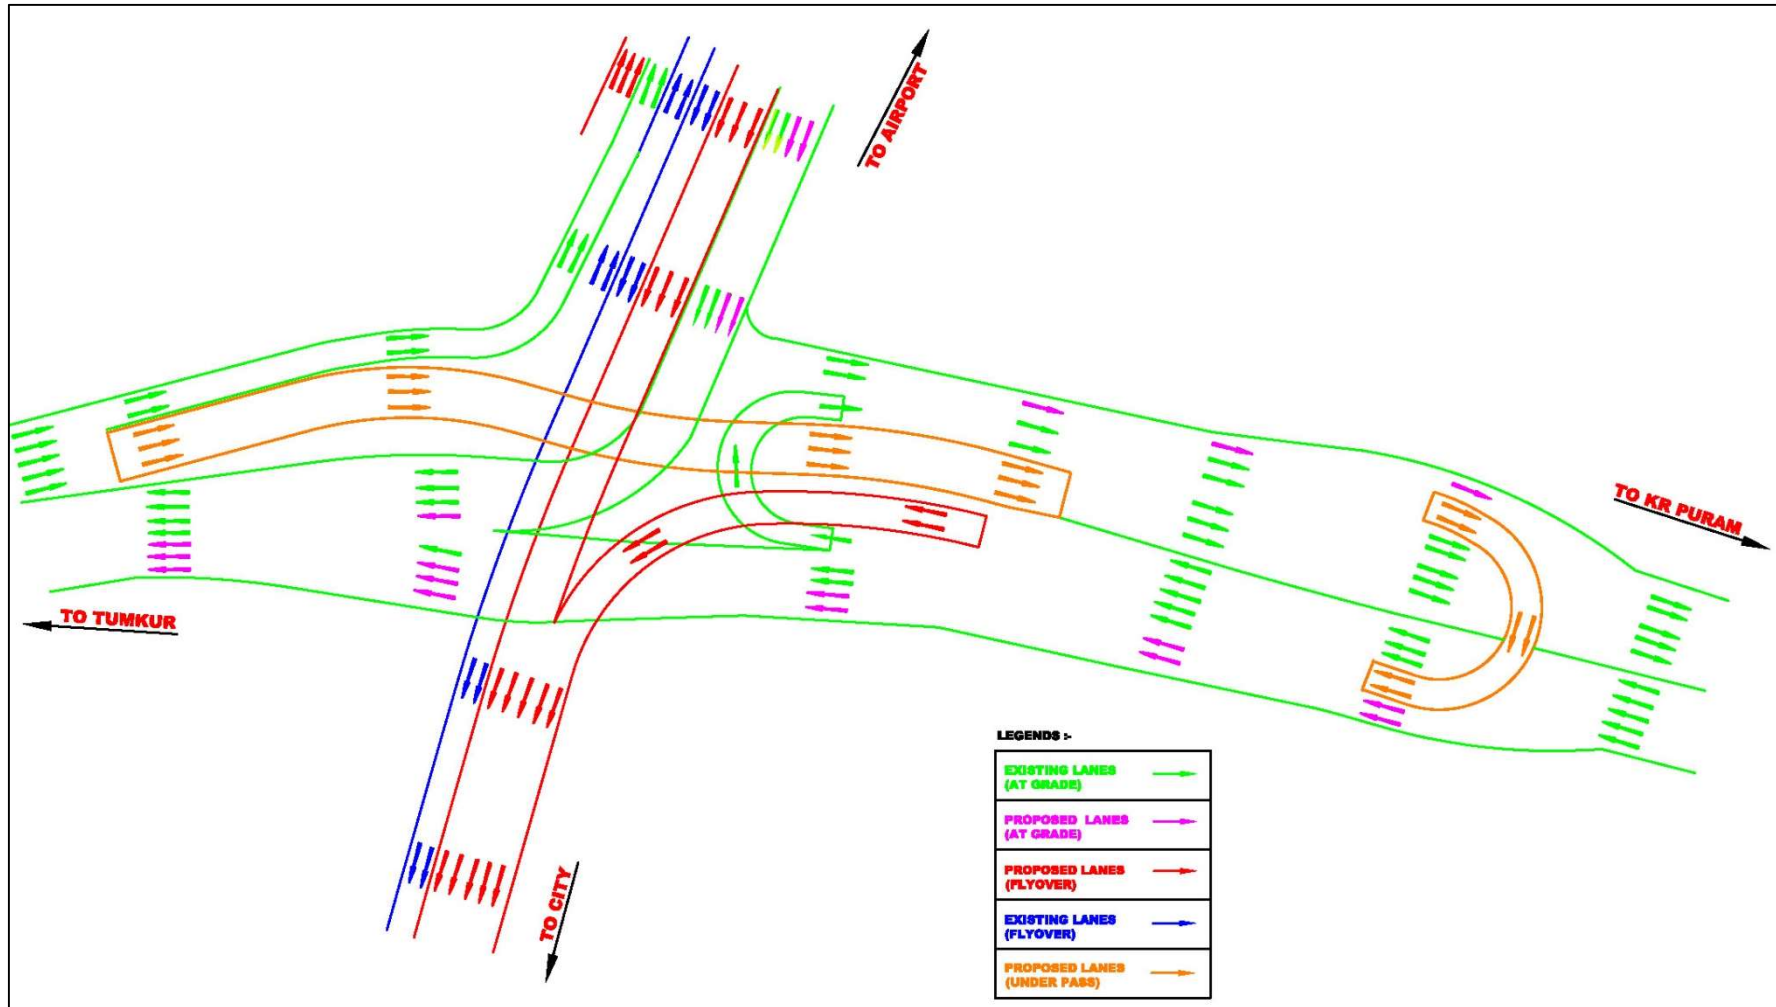 TO AIRPORT
TO KR PURAM
TO TUMKUR
TO CITY
LEGENDS :-
EXISTING LANES
(AT GRADE)
PROPOSED LANES
(AT GRADE)
PROPOSED LANES
(FLYOVER)
EXISTING LANES
(FLYOVER)
PROPOSED LANES
(UNDER PASS)